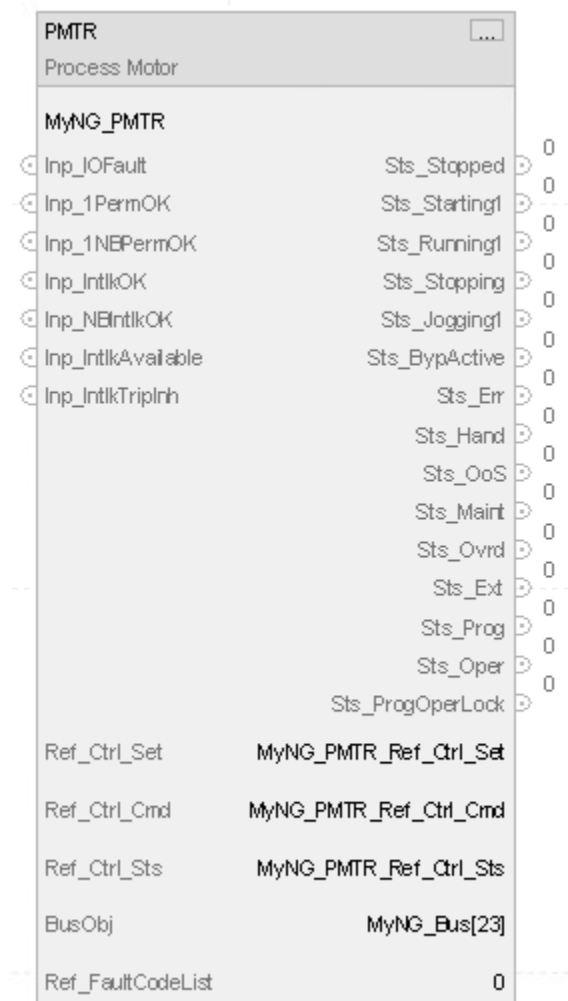 PMTR ...
Process Motor
MyNG_PMTR
0
Inp_IOFault Sts_Stopped
0
Inp_1PermOK Sts_Starting1
0
Inp_1NBPermOK Sts_Running1
0
Inp_IntlkOK Sts_Stopping
0
Inp_NBIntlkOK Sts_Jogging1
0
Inp_IntlkAvailable Sts_BypActive
0
Inp_IntlkTripInh Sts_Err
0
Sts_Hand
0
Sts_OoS
0
Sts_Maint
0
Sts_Ovrd
0
Sts_Ext
0
Sts_Prog
0
Sts_Oper
0
Sts_ProgOperLock
Ref_Ctrl_Set MyNG_PMTR_Ref_Ctrl_Set
Ref_Ctrl_Cmd MyNG_PMTR_Ref_Ctrl_Cmd
Ref_Ctrl_Sts MyNG_PMTR_Ref_Ctrl_Sts
BusObj MyNG_Bus[23]
Ref_FaultCodeList 0